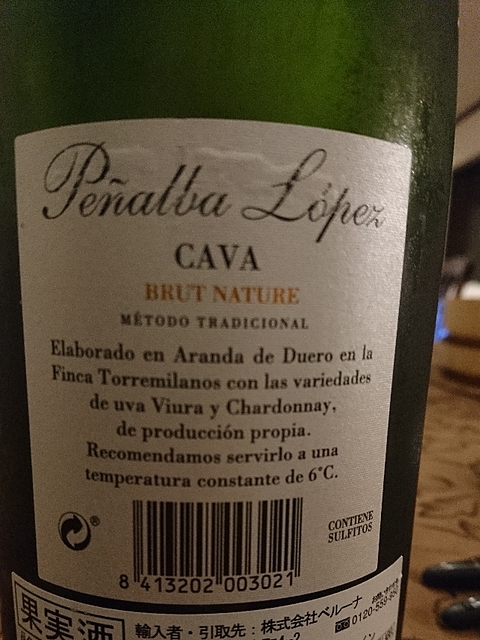 Peñalba López
CAVA
BRUT NATURE
MÉTODO TRADICIONAL
Elaborado en Aranda de Duero en la
Finca Torremilanos con las variedades
de uva Viura y Chardonnay,
de producción propia.
Recomendamos servirlo a una
temperatura constante de 6°C.
®
CONTIENE
SULFITOS
8 413202 003021
果実酒
輸入者・引取先：株式会社ベルーナ